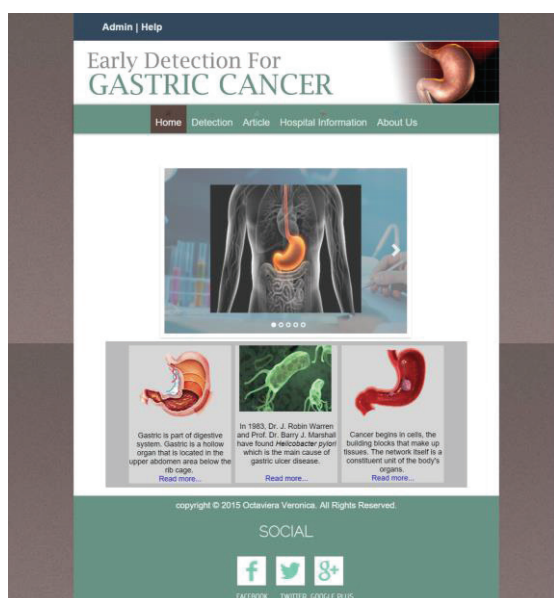 Admin | Help
Early Detection For
GASTRIC CANCER
Home Detection Article Hospital Information About Us
Gastric is part of digestive
system. Gastric is a hollow
organ that is located in the
upper abdomen area below the
rib cage.
Read more...
In 1983, Dr. J. Robin Warren
and Prof. Dr. Barry J. Marshall
have found Helicobacter pylori
which is the main cause of
gastric ulcer disease.
Read more...
Cancer begins in cells, the
building blocks that make up
tissues. The network itself is a
constituent unit of the body's
organs.
Read more...
copyright © 2015 Octaviera Veronica. All Rights Reserved.
SOCIAL
f g+
FACEBOOK TWITTER GOOGLE PLUS